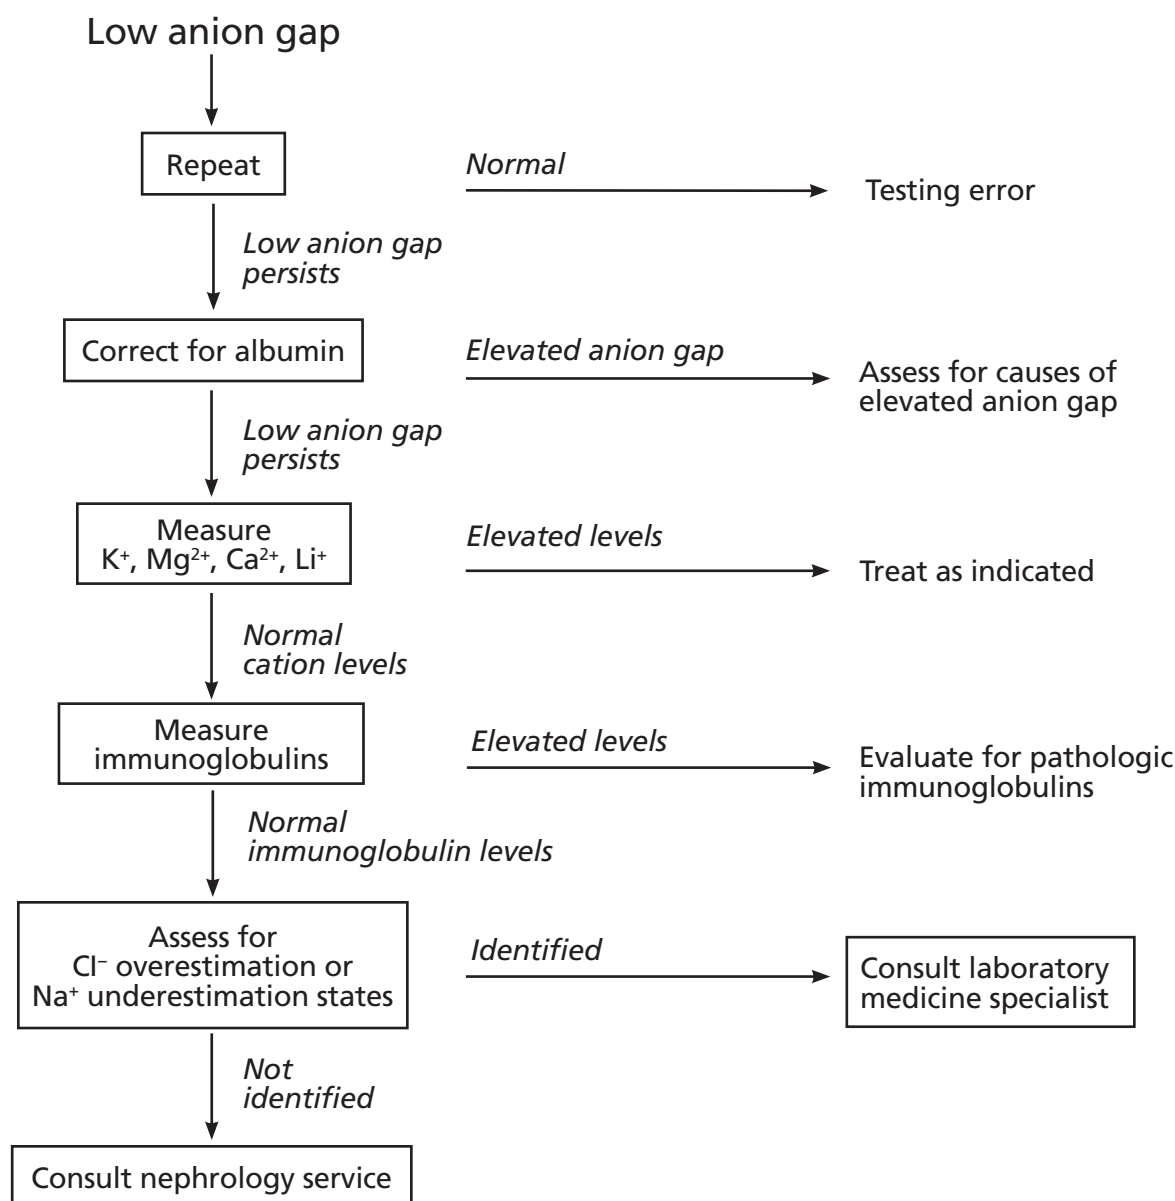 Low anion gap
Repeat
Normal
Testing error
Low anion gap
persists
Correct for albumin
Elevated anion gap
Assess for causes of
elevated anion gap
Low anion gap
persists
Measure
K⁺, Mg²⁺, Ca²⁺, Li⁺
Elevated levels
Treat as indicated
Normal
cation levels
Measure
immunoglobulins
Elevated levels
Evaluate for pathologic
immunoglobulins
Normal
immunoglobulin levels
Assess for
Cl⁻ overestimation or
Na⁺ underestimation states
Identified
Consult laboratory
medicine specialist
Not
identified
Consult nephrology service